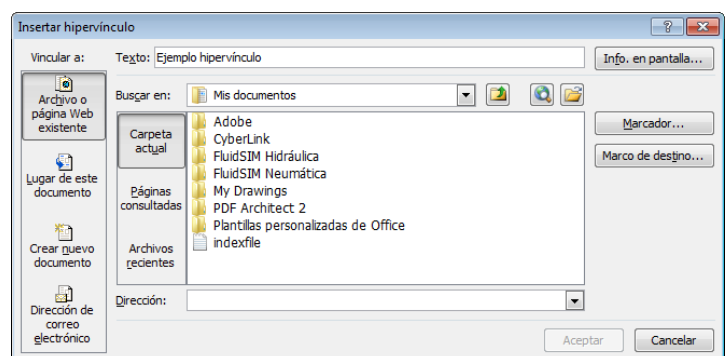 Insertar hipervínculo
Vincular a:
Texto: Ejemplo hipervínculo
Info. en pantalla...
Archivo o
página Web
existente
Lugar de este
documento
Crear nuevo
documento
Dirección de
correo
electrónico
Buscar en: Mis documentos
Carpeta
actual
Páginas
consultadas
Archivos
recientes
Adobe
CyberLink
FluidSIM Hidráulica
FluidSIM Neumática
My Drawings
PDF Architect 2
Plantillas personalizadas de Office
indexfile
Marcador...
Marco de destino...
Dirección:
Aceptar
Cancelar